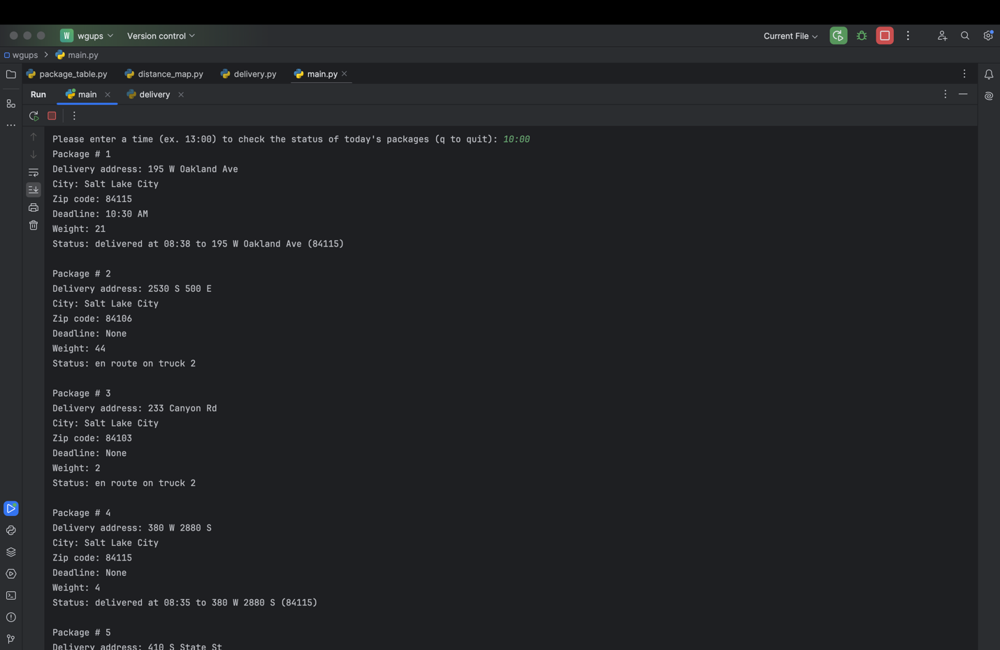 W wgups Version control Current File
wgups main.py
package_table.py distance_map.py delivery.py main.py
Run main delivery
Please enter a time (ex. 13:00) to check the status of today's packages (q to quit): 10:00
Package # 1
Delivery address: 195 W Oakland Ave
City: Salt Lake City
Zip code: 84115
Deadline: 10:30 AM
Weight: 21
Status: delivered at 08:38 to 195 W Oakland Ave (84115)
Package # 2
Delivery address: 2530 S 500 E
City: Salt Lake City
Zip code: 84106
Deadline: None
Weight: 44
Status: en route on truck 2
Package # 3
Delivery address: 233 Canyon Rd
City: Salt Lake City
Zip code: 84103
Deadline: None
Weight: 2
Status: en route on truck 2
Package # 4
Delivery address: 380 W 2880 S
City: Salt Lake City
Zip code: 84115
Deadline: None
Weight: 4
Status: delivered at 08:35 to 380 W 2880 S (84115)
Package # 5
Delivery address: 410 S State St